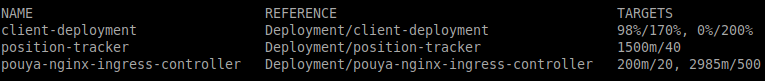 NAME REFERENCE TARGETS
client-deployment Deployment/client-deployment 98%/170%, 0%/200%
position-tracker Deployment/position-tracker 1500m/40
pouya-nginx-ingress-controller Deployment/pouya-nginx-ingress-controller 200m/20, 2985m/500